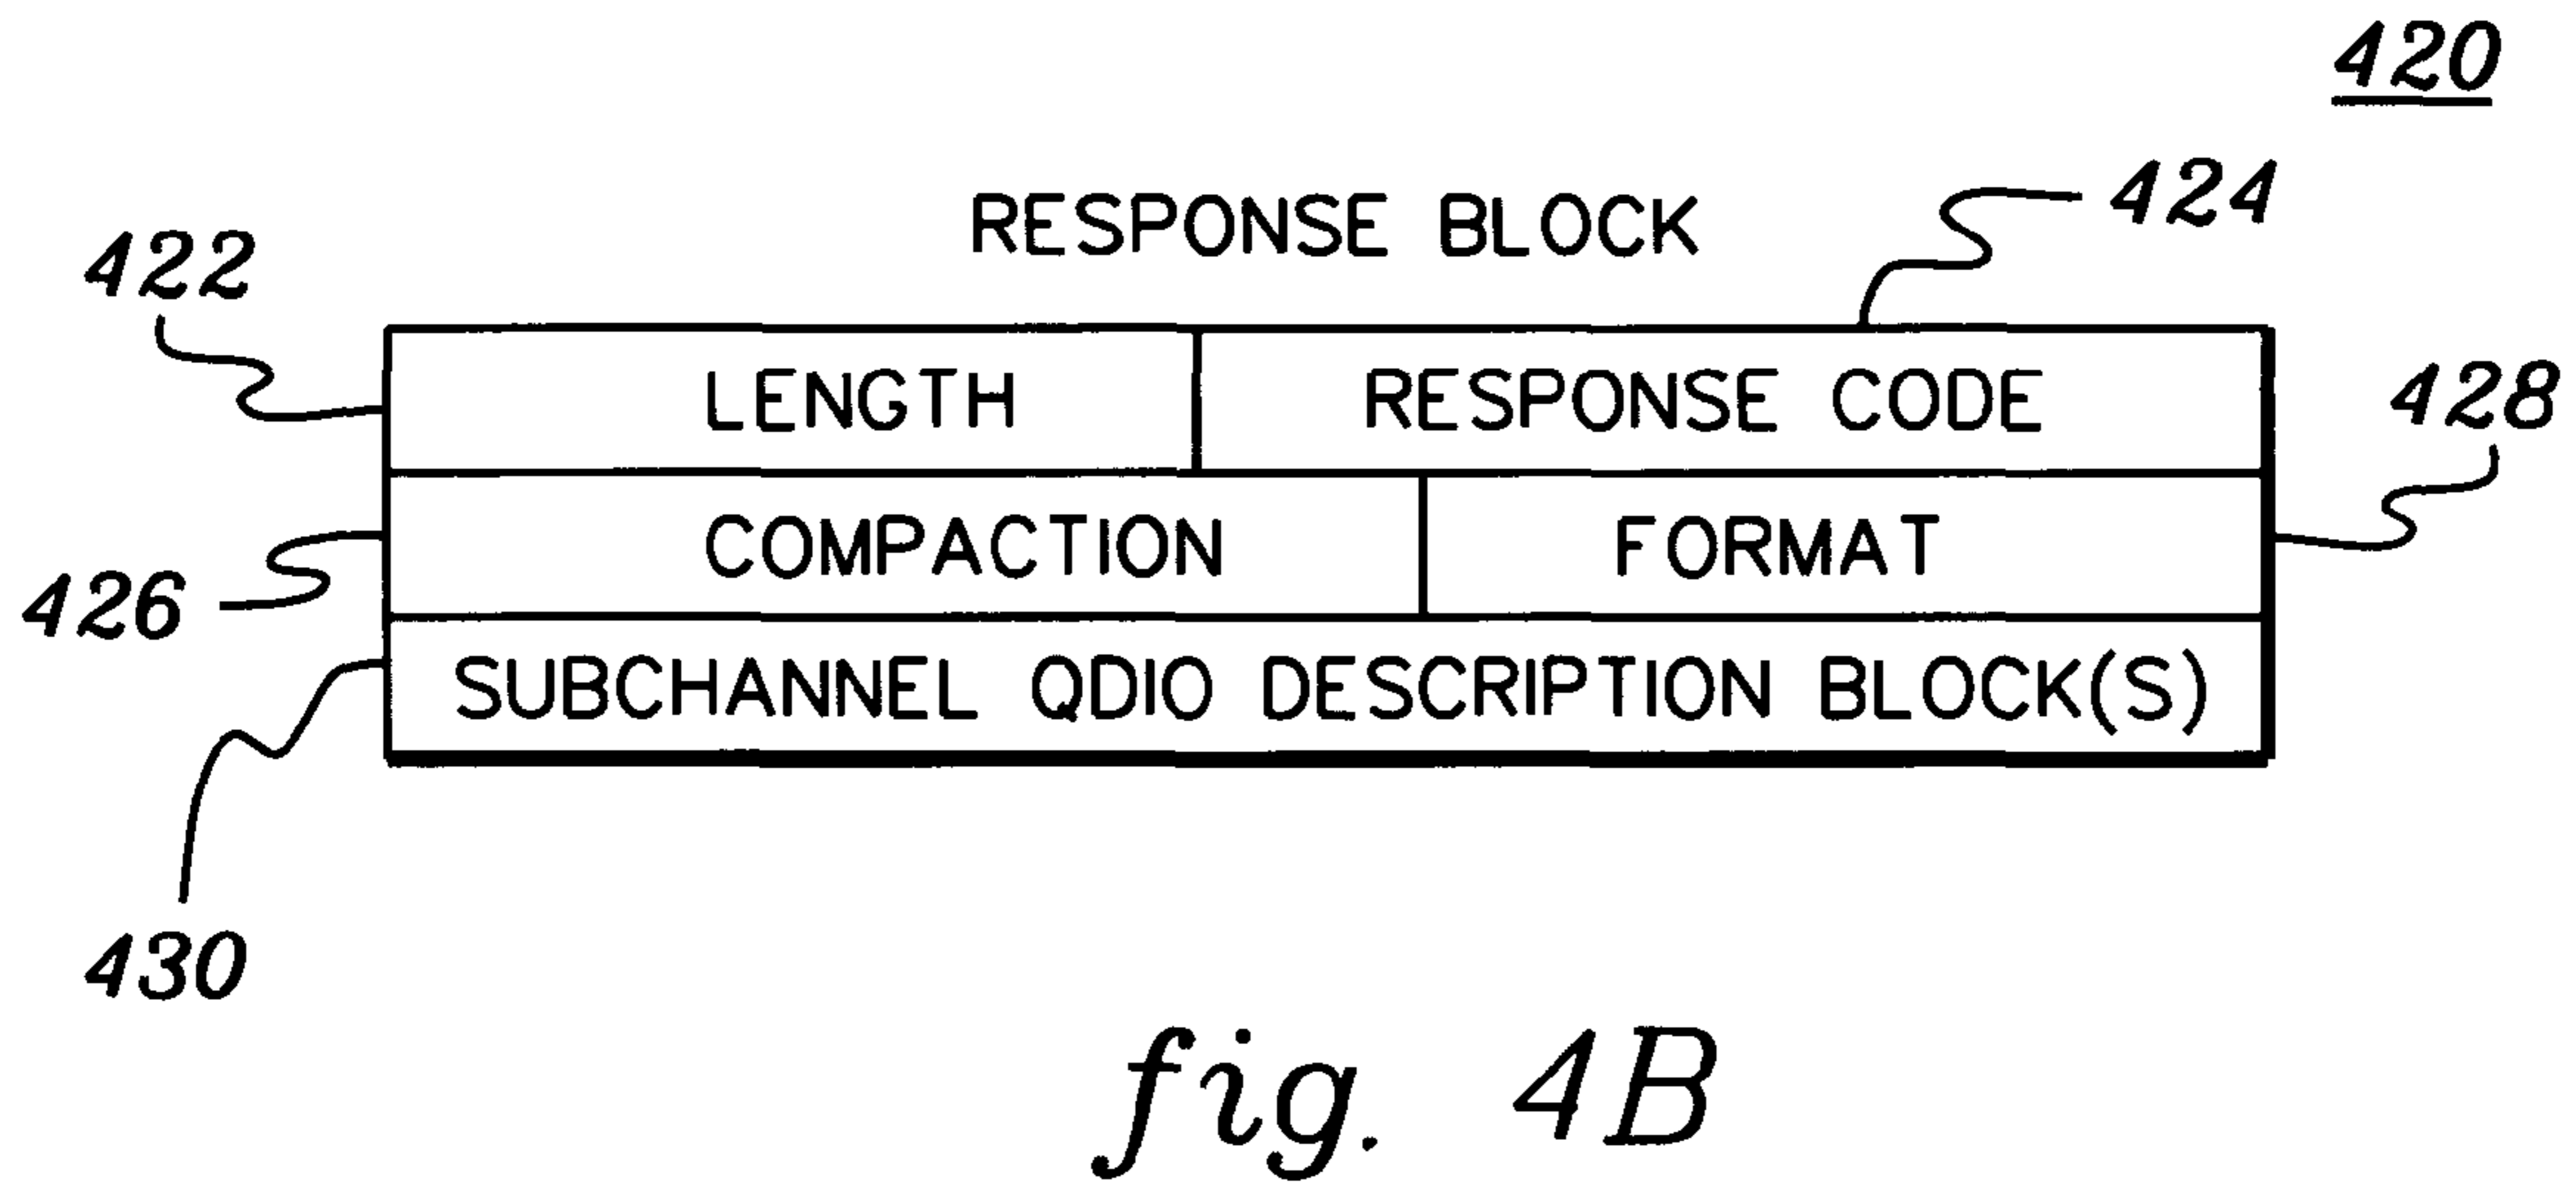 420
RESPONSE BLOCK
424
422
LENGTH RESPONSE CODE
428
COMPACTION FORMAT
426
SUBCHANNEL QDIO DESCRIPTION BLOCK(S)
430
fig. 4B